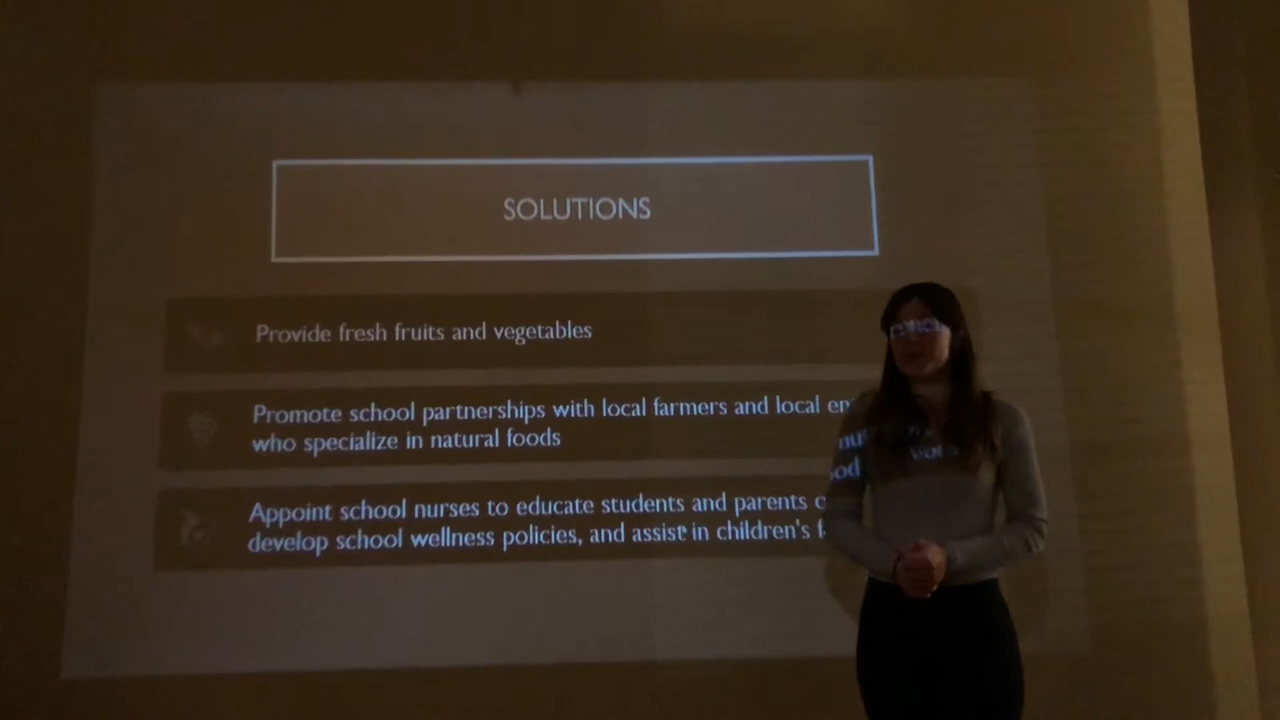 SOLUTIONS
Provide fresh fruits and vegetables
Promote school partnerships with local farmers and local
who specialize in natural foods
Appoint school nurses to educate students and parents
develop school wellness policies, and assist in children's